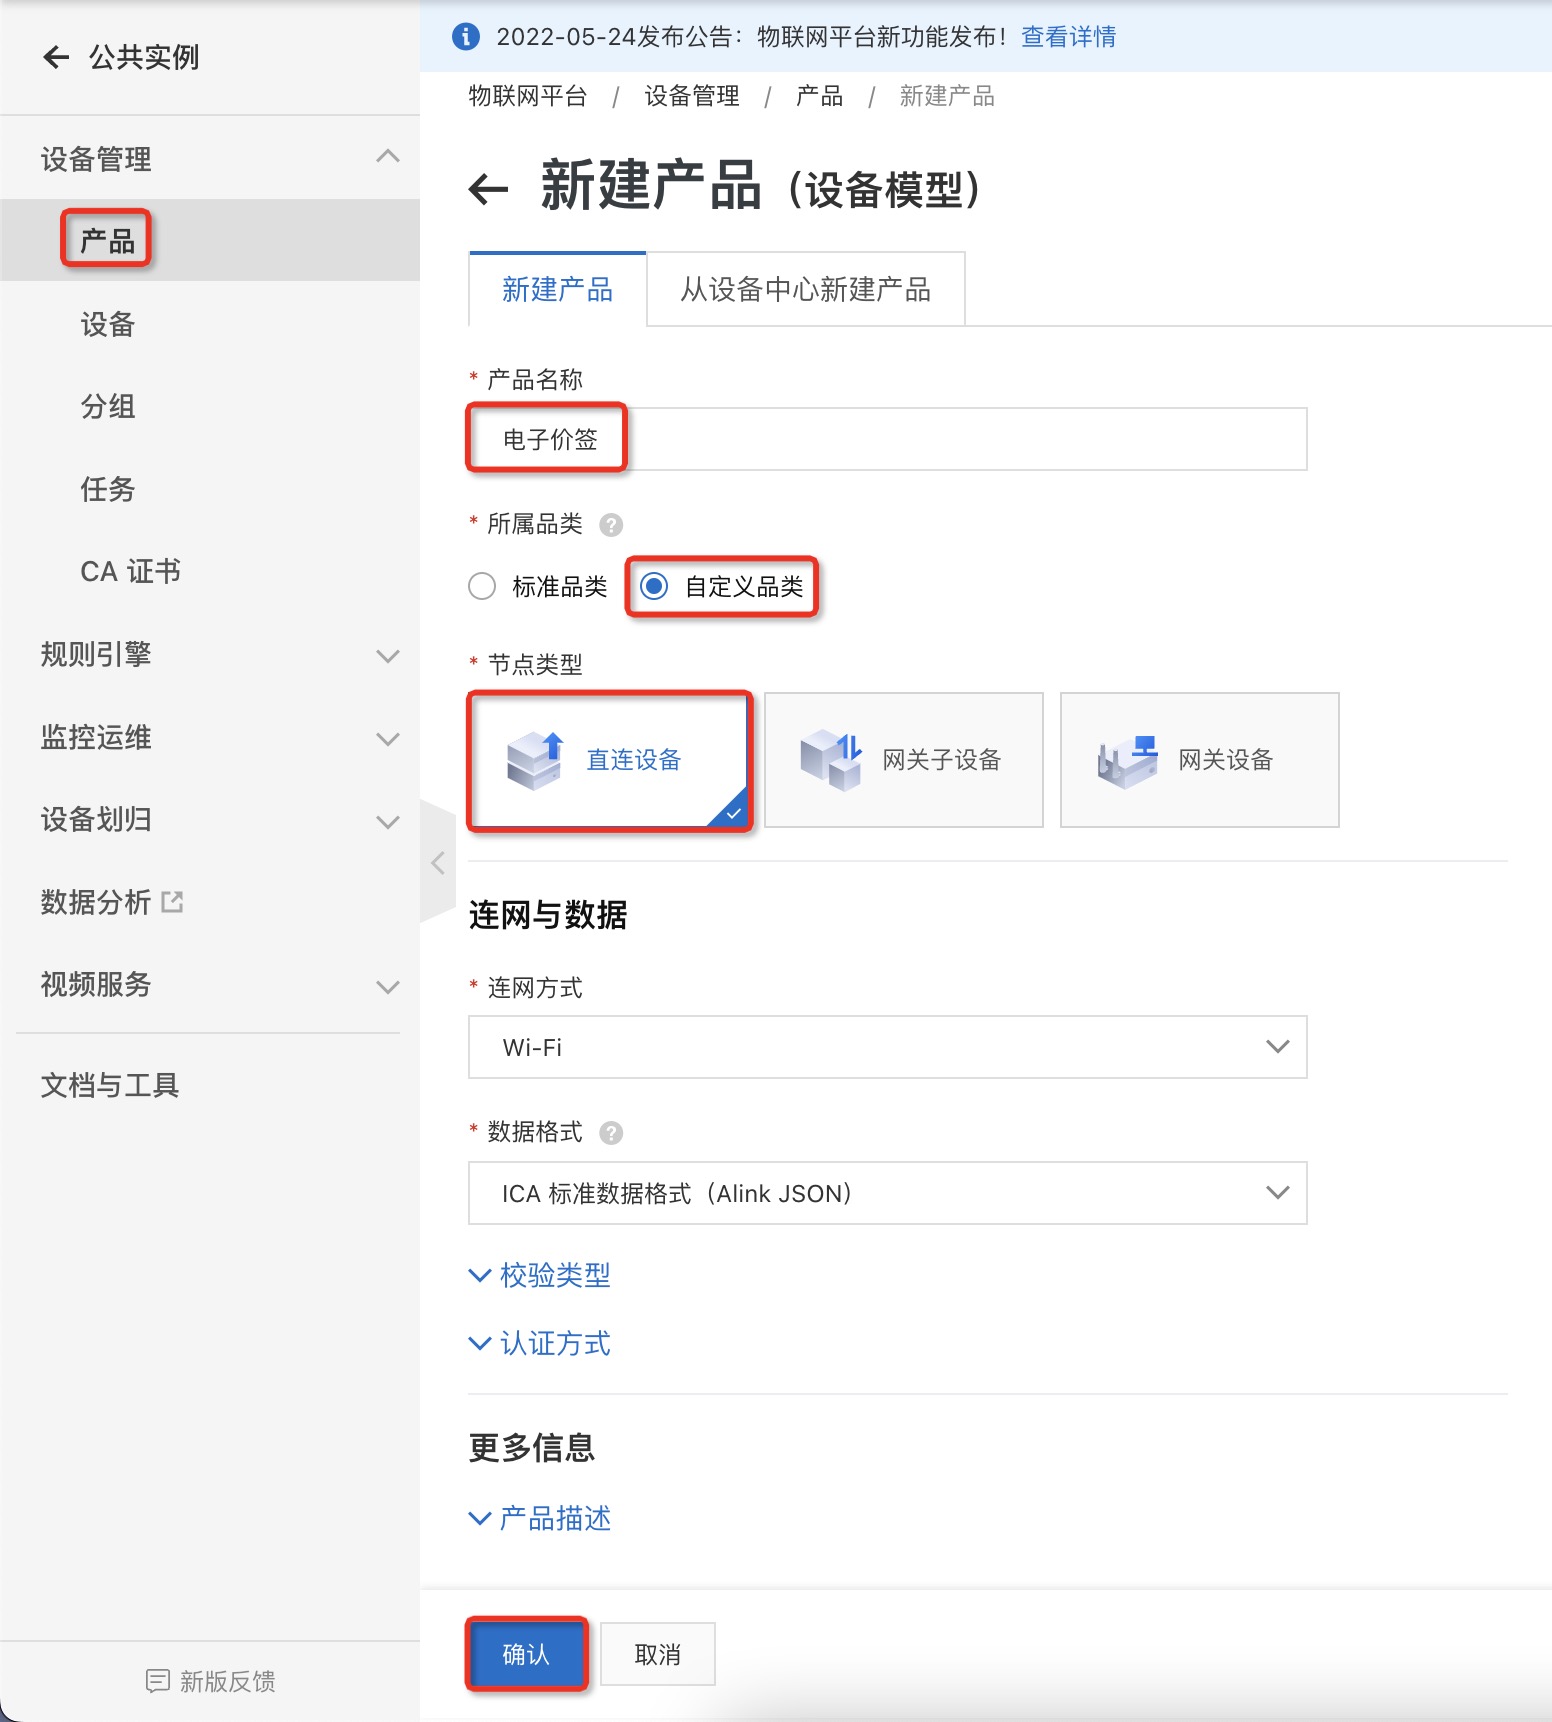 公共实例
设备管理
产品
设备
分组
任务
CA 证书
规则引擎
监控运维
设备划归
数据分析
视频服务
文档与工具
新版反馈
2022-05-24发布公告：物联网平台新功能发布！ 查看详情
物联网平台 / 设备管理 / 产品 / 新建产品
新建产品（设备模型）
新建产品 从设备中心新建产品
* 产品名称
电子价签
* 所属品类 ?
标准品类 自定义品类
* 节点类型
直连设备 网关子设备 网关设备
连网与数据
* 连网方式
Wi-Fi
* 数据格式 ?
ICA 标准数据格式（Alink JSON）
校验类型
认证方式
更多信息
产品描述
确认 取消